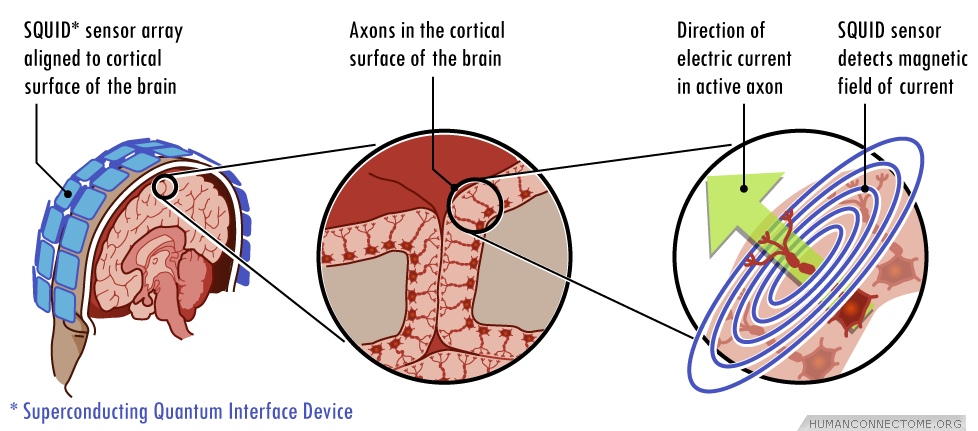 SQUID* sensor array
aligned to cortical
surface of the brain
Axons in the cortical
surface of the brain
Direction of
electric current
in active axon
SQUID sensor
detects magnetic
field of current
* Superconducting Quantum Interface Device
HUMANCONNECTOME.ORG